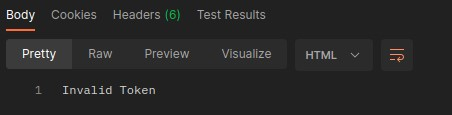 Body Cookies Headers (6) Test Results
Pretty Raw Preview Visualize HTML
1 Invalid Token